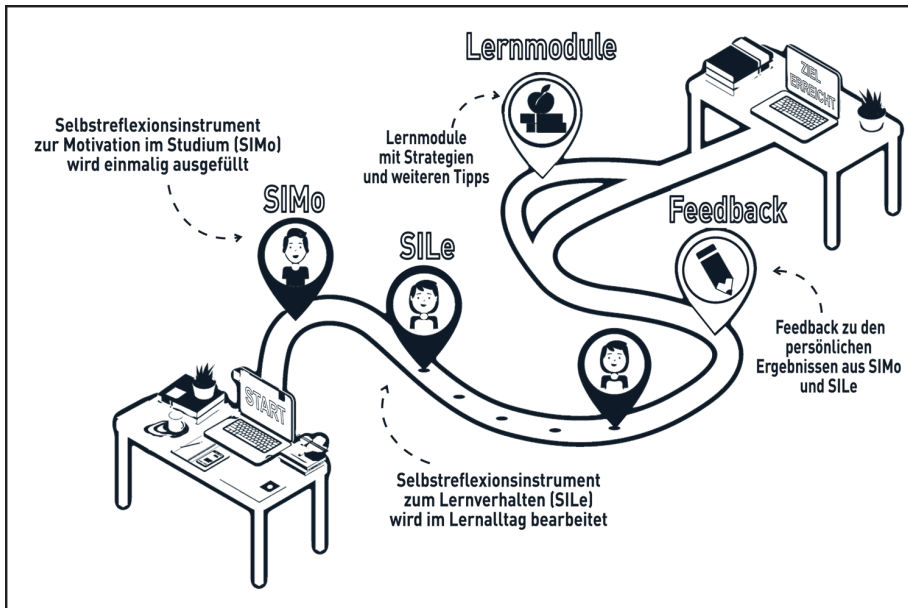 Lernmodule
ZIEL
ERREICHT
Selbstreflexionsinstrument
zur Motivation im Studium (SIMo)
wird einmalig ausgefüllt
Lernmodule
mit Strategien
und weiteren Tipps
SIMo
Feedback
SILe
Feedback zu den
persönlichen
Ergebnissen aus SIMo
und SILe
START
Selbstreflexionsinstrument
zum Lernverhalten (SILe)
wird im Lernalltag bearbeitet